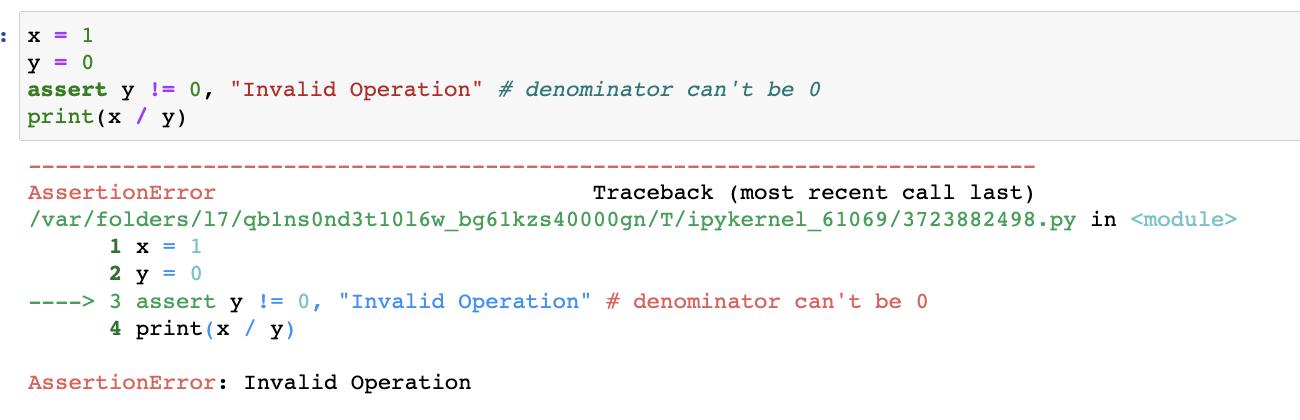 :
x = 1
y = 0
assert y != 0, "Invalid Operation" # denominator can't be 0
print(x / y)
---------------------------------------------------------------------------
AssertionError                            Traceback (most recent call last)
/var/folders/l7/qb1ns0nd3t10l6w_bg61kzs40000gn/T/ipykernel_61069/3723882498.py in <module>
      1 x = 1
      2 y = 0
----> 3 assert y != 0, "Invalid Operation" # denominator can't be 0
      4 print(x / y)
AssertionError: Invalid Operation